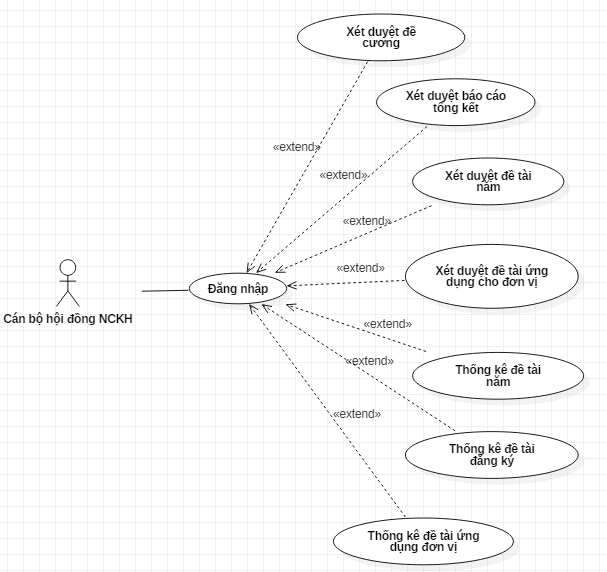 Xét duyệt đề
cương
Xét duyệt báo cáo
tổng kết
«extend»
«extend»
Xét duyệt đề tài
năm
«extend»
Xét duyệt đề tài ứng
dụng cho đơn vị
«extend»
Đăng nhập
Cán bộ hội đồng NCKH
«extend»
Thống kê đề tài
năm
«extend»
«extend»
Thống kê đề tài
đăng ký
Thống kê đề tài ứng
dụng đơn vị